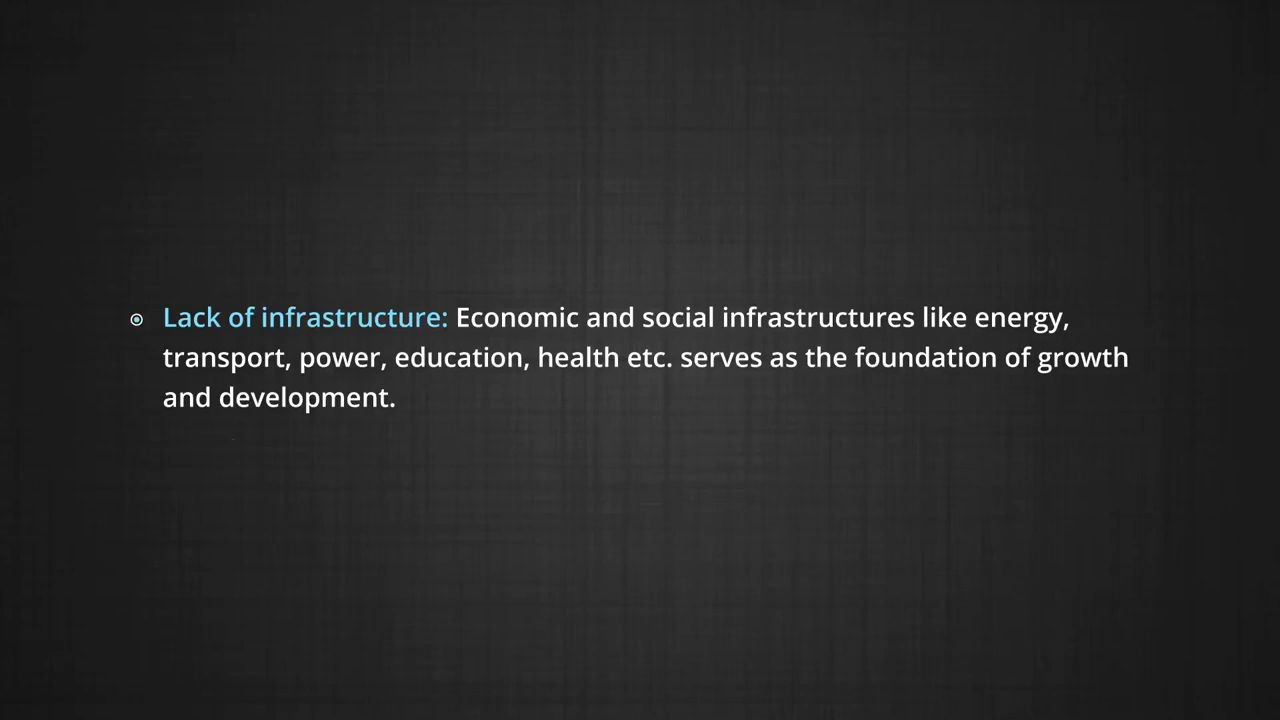 Lack of infrastructure: Economic and social infrastructures like energy,
transport, power, education, health etc. serves as the foundation of growth
and development.